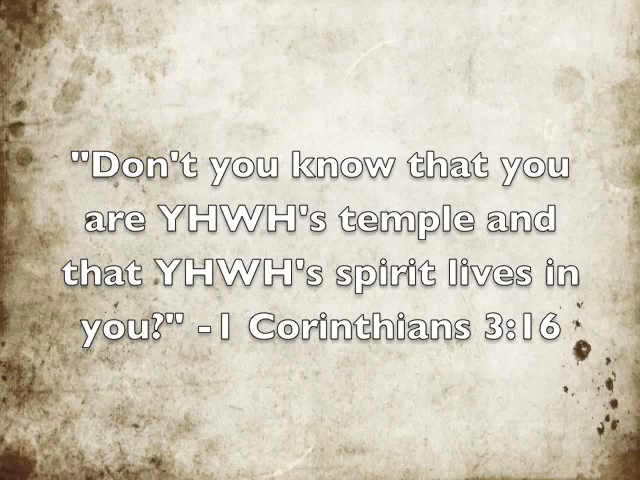 "Don't you know that you
are YHWH's temple and
that YHWH's spirit lives in
you?" -1 Corinthians 3:16